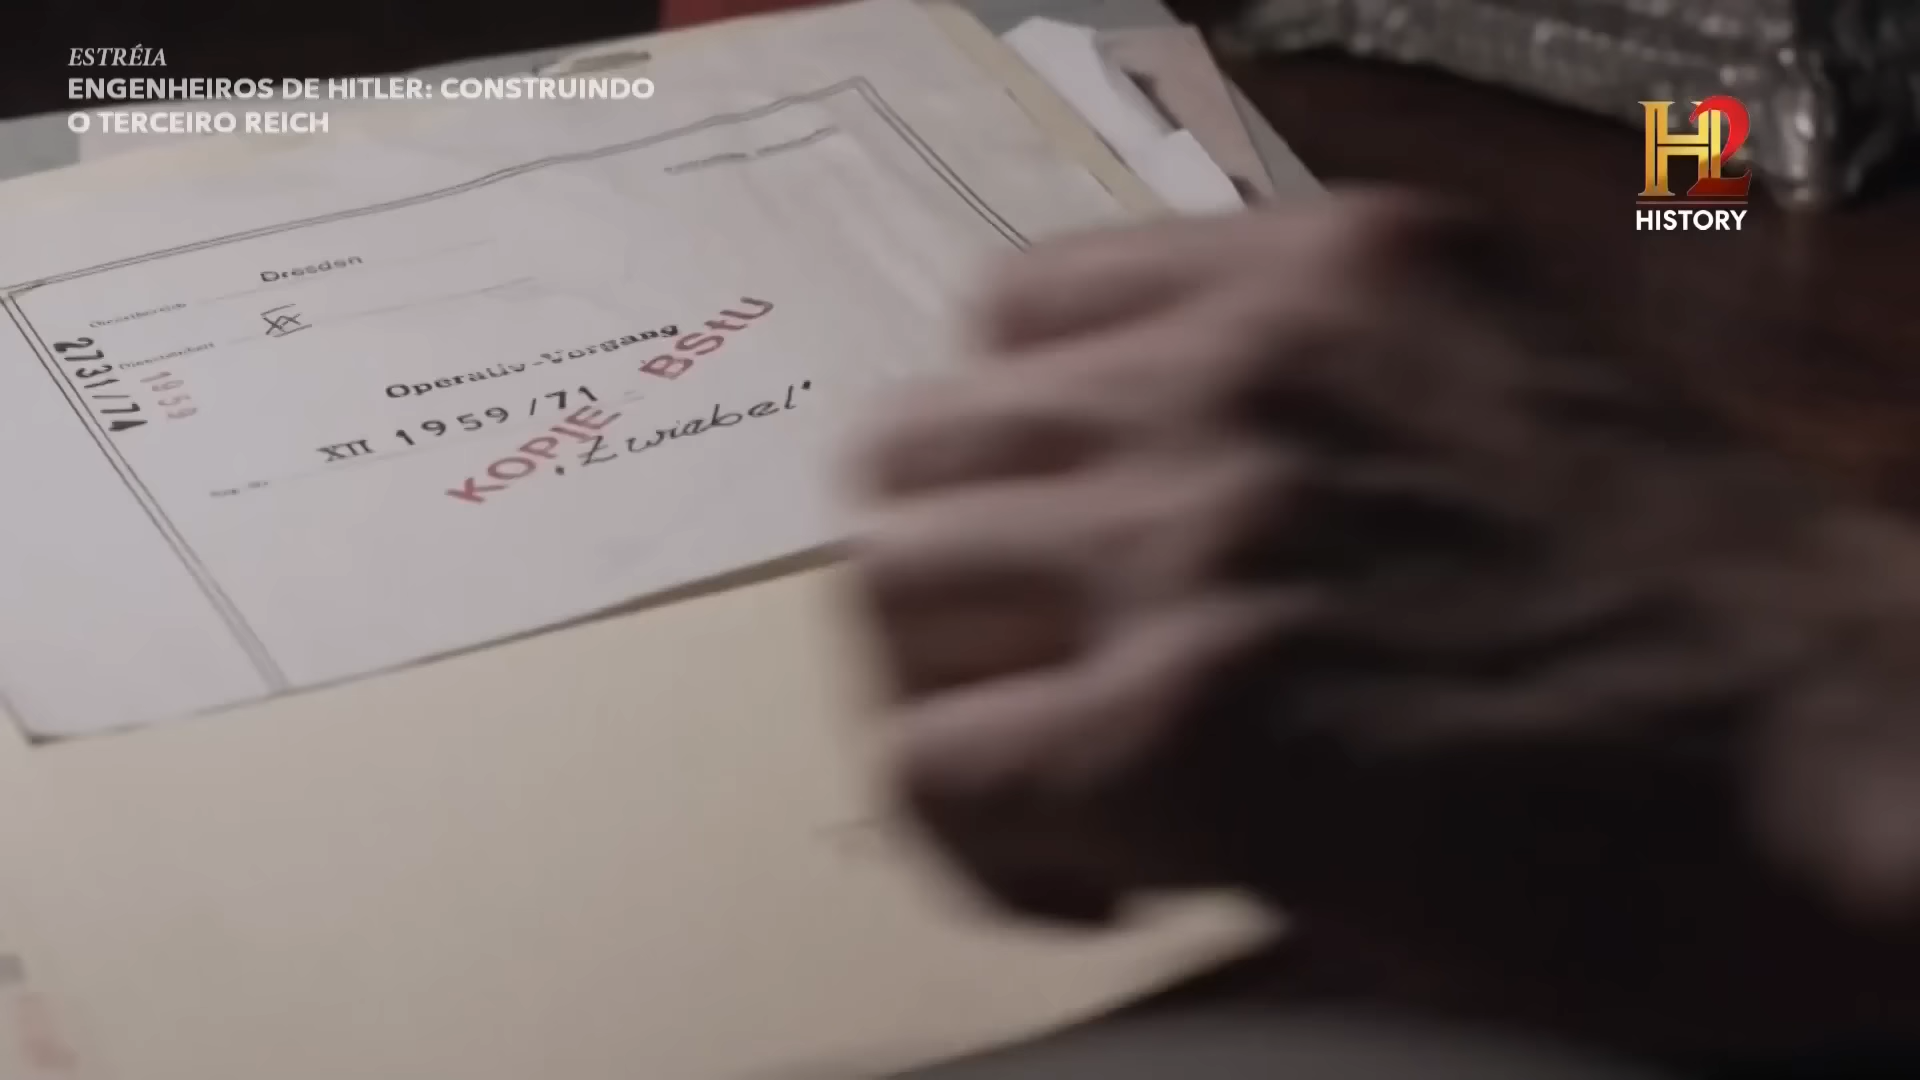 ESTRÉIA
ENGENHEIROS DE HITLER: CONSTRUINDO
O TERCEIRO REICH
H2
HISTORY
Dresden
XX
2731/74
1959
Operativ-Vorgang
XII 1959/71
KOPIE BStU
"Zwiebel"